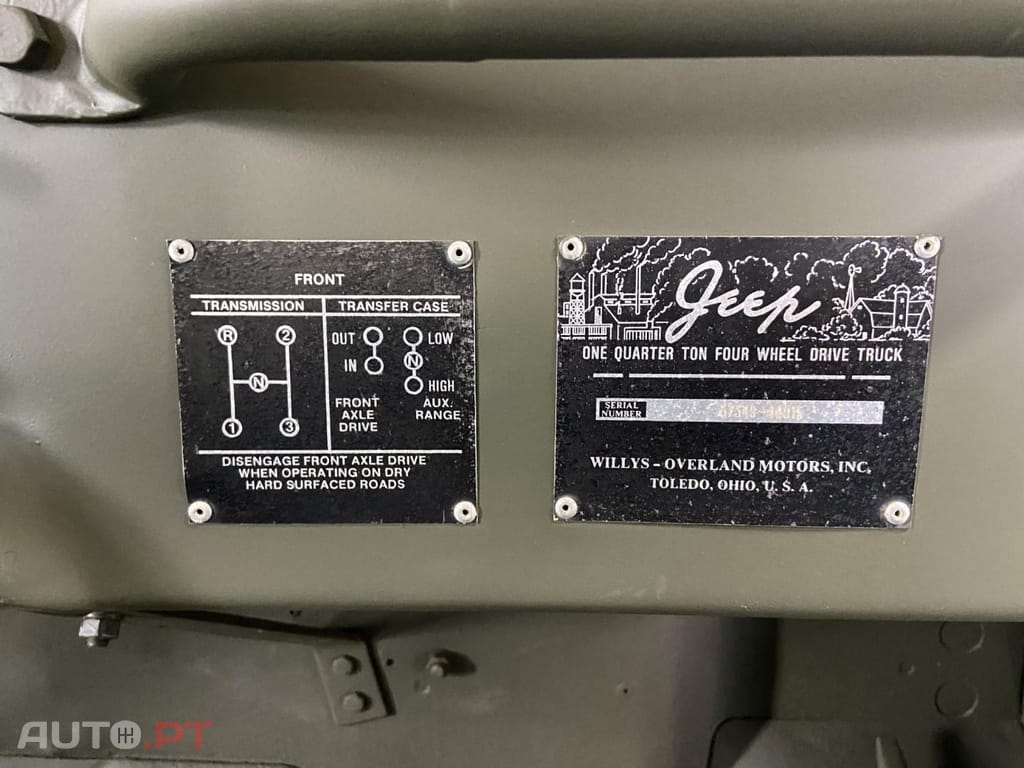 FRONT
TRANSMISSION TRANSFER CASE
R 2 OUT LOW
N IN N
HIGH
1 3 FRONT AXLE DRIVE AUX. RANGE
DISENGAGE FRONT AXLE DRIVE
WHEN OPERATING ON DRY
HARD SURFACED ROADS
Jeep
ONE QUARTER TON FOUR WHEEL DRIVE TRUCK
SERIAL
NUMBER
WILLYS - OVERLAND MOTORS, INC.
TOLEDO, OHIO, U. S. A.
AUTO.PT